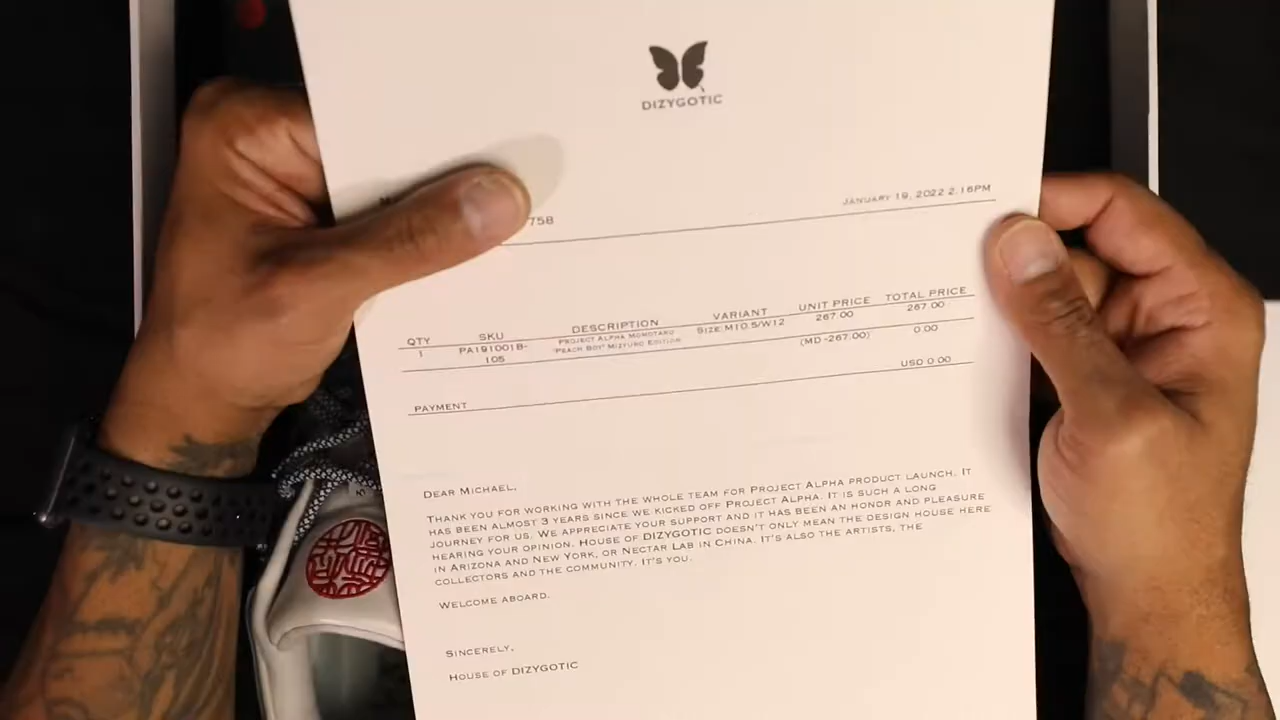 DIZYGOTIC
JANUARY 19, 2022 2.16PM
75B
QTY SKU DESCRIPTION VARIANT UNIT PRICE TOTAL PRICE
1 PA191001B-105 PROJECT ALPHA MOMOTARO "PEACH BOY" MIZFURO EDITION SIZE:M10.5/W12 267.00 267.00
(MD -267.00) 0.00
USD 0.00
PAYMENT
DEAR MICHAEL,
THANK YOU FOR WORKING WITH THE WHOLE TEAM FOR PROJECT ALPHA PRODUCT LAUNCH. IT
HAS BEEN ALMOST 3 YEARS SINCE WE KICKED OFF PROJECT ALPHA. IT IS SUCH A LONG
JOURNEY FOR US. WE APPRECIATE YOUR SUPPORT AND IT HAS BEEN AN HONOR AND PLEASURE
HEARING YOUR OPINION. HOUSE OF DIZYGOTIC DOESN'T ONLY MEAN THE DESIGN HOUSE HERE
IN ARIZONA AND NEW YORK, OR NECTAR LAB IN CHINA. IT'S ALSO THE ARTISTS, THE
COLLECTORS AND THE COMMUNITY. IT'S YOU.
WELCOME ABOARD.
SINCERELY,
HOUSE OF DIZYGOTIC